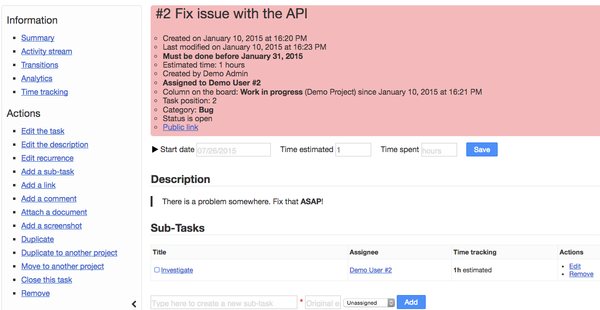 Information
Summary
Activity stream
Transitions
Analytics
Time tracking
Actions
Edit the task
Edit the description
Edit recurrence
Add a sub-task
Add a link
Add a comment
Attach a document
Add a screenshot
Duplicate
Duplicate to another project
Move to another project
Close this task
Remove
#2 Fix issue with the API
Created on January 10, 2015 at 16:20 PM
Last modified on January 10, 2015 at 16:23 PM
Must be done before January 31, 2015
Estimated time: 1 hours
Created by Demo Admin
Assigned to Demo User #2
Column on the board: Work in progress (Demo Project) since January 10, 2015 at 16:21 PM
Task position: 2
Category: Bug
Status is open
Public link
Start date 07/25/2015 Time estimated 1 Time spent hours Save
Description
There is a problem somewhere. Fix that ASAP!
Sub-Tasks
Title Assignee Time tracking Actions
Investigate Demo User #2 1h estimated Edit
Remove
Type here to create a new sub-task * Original e Unassigned Add